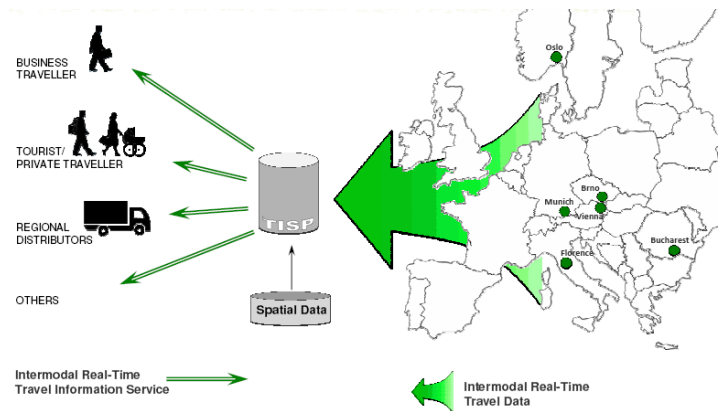 BUSINESS
TRAVELLER
TOURIST/
PRIVATE TRAVELLER
REGIONAL
DISTRIBUTORS
OTHERS
TISP
Spatial Data
Oslo
Brno
Munich
Vienna
Bucharest
Florence
Intermodal Real-Time
Travel Information Service
Intermodal Real-Time
Travel Data